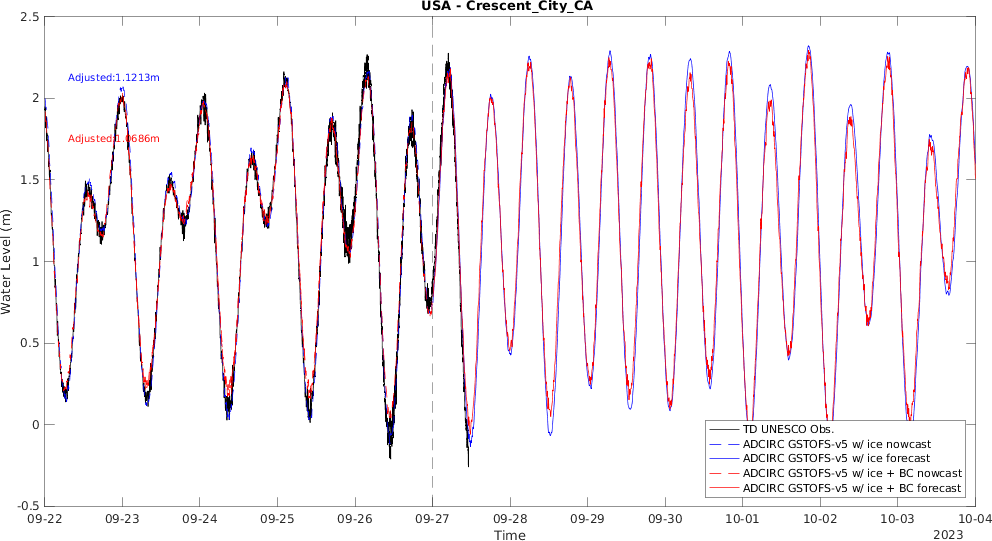 USA - Crescent_City_CA
2.5
2
1.5
1
0.5
0
-0.5
Water Level (m)
Adjusted:1.1213m
Adjusted:1.0686m
TD UNESCO Obs.
ADCIRC GSTOFS-v5 w/ ice nowcast
ADCIRC GSTOFS-v5 w/ ice forecast
ADCIRC GSTOFS-v5 w/ ice + BC nowcast
ADCIRC GSTOFS-v5 w/ ice + BC forecast
09-22 09-23 09-24 09-25 09-26 09-27 09-28 09-29 09-30 10-01 10-02 10-03 10-04
Time
2023